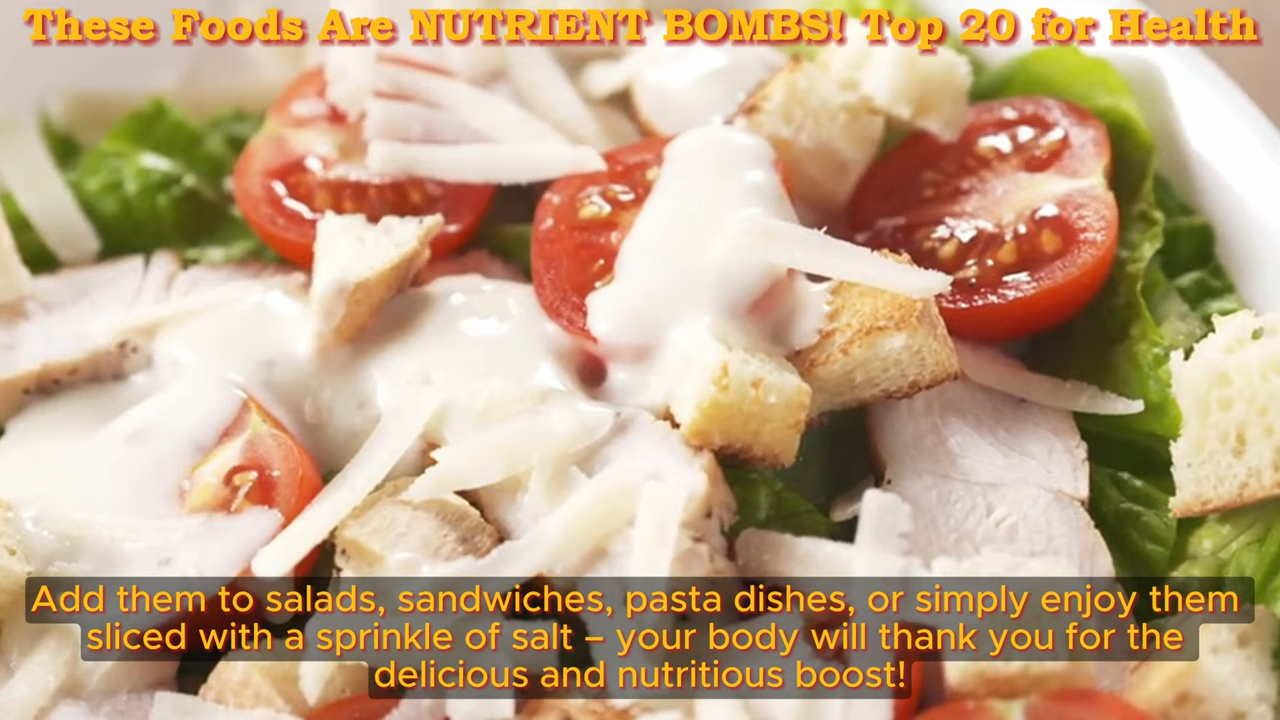 These Foods Are NUTRIENT BOMBS! Top 20 for Health
Add them to salads, sandwiches, pasta dishes, or simply enjoy them
sliced with a sprinkle of salt – your body will thank you for the
delicious and nutritious boost!